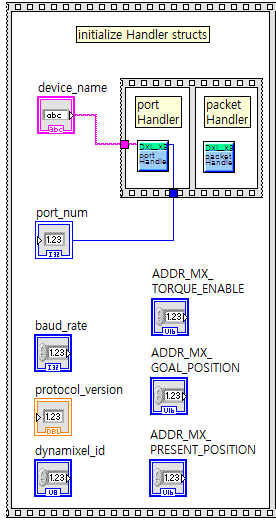 initialize Handler structs
device_name
abc
abc
port
Handler
packet
Handler
DXL_X8
port
Handle
DXL_X8
packet
Handle
port_num
1.23
I32
ADDR_MX_
TORQUE_ENABLE
1.23
U16
baud_rate
1.23
I32
ADDR_MX_
GOAL_POSITION
1.23
U16
protocol_version
1.23
DBL
dynamixel_id
1.23
U8
ADDR_MX_
PRESENT_POSITION
1.23
U16